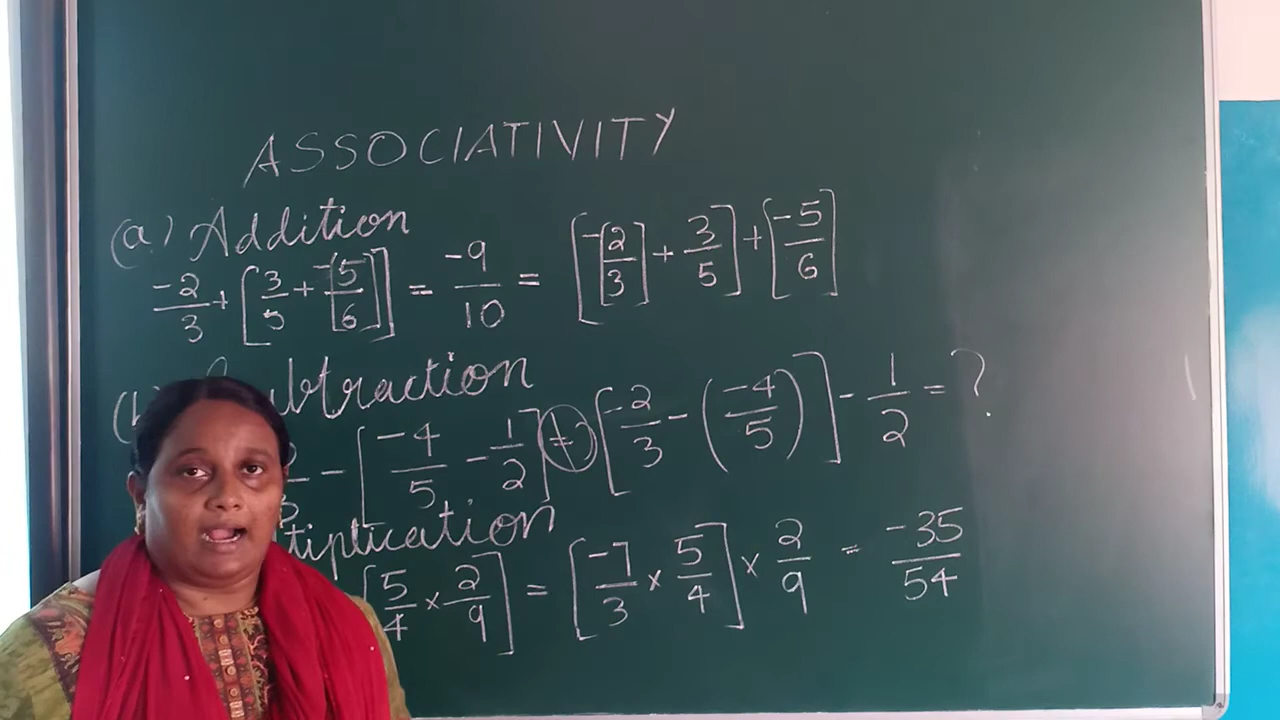 ASSOCIATIVITY
(a) Addition
-2/3 + [3/5 + (-5/6)] = -9/10 = [-2/3 + 3/5] + [-5/6]
(b) Subtraction
- [-4/5 - 1/2] ≠ [-2/3 - (-4/5)] - 1/2 = ?
tiplication
[5/4 × 2/9] = [-7/3 × 5/4] × 2/9 = -35/54